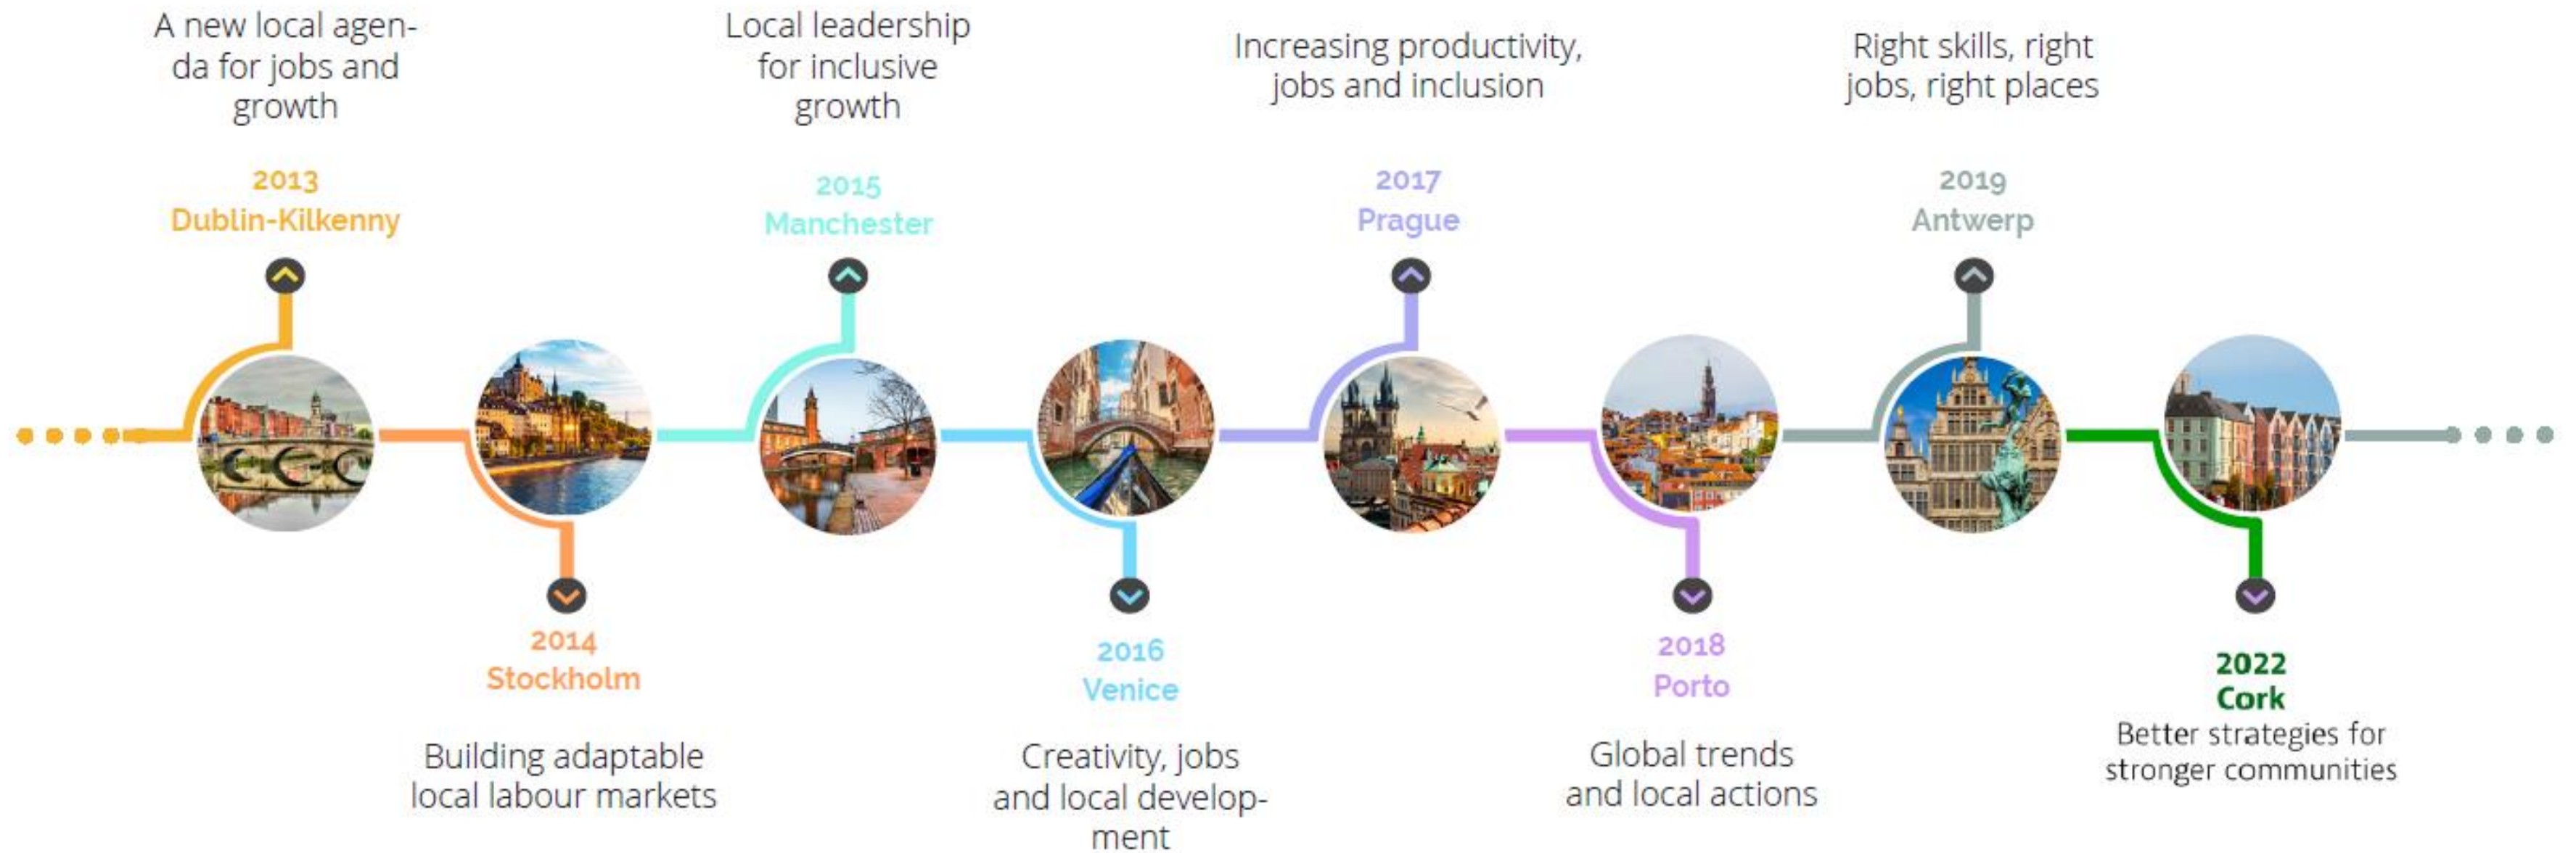 A new local agen-
da for jobs and
growth
2013
Dublin-Kilkenny
2014
Stockholm
Building adaptable
local labour markets
Local leadership
for inclusive
growth
2015
Manchester
2016
Venice
Creativity, jobs
and local develop-
ment
Increasing productivity,
jobs and inclusion
2017
Prague
2018
Porto
Global trends
and local actions
Right skills, right
jobs, right places
2019
Antwerp
2022
Cork
Better strategies for
stronger communities